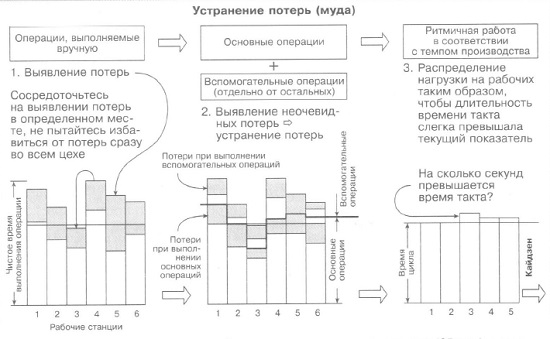 Устранение потерь (муда)
Операции, выполняемые
вручную
Основные операции
+
Вспомогательные операции
(отдельно от остальных)
Ритмичная работа
в соответствии
с темпом производства
1. Выявление потерь
Сосредоточьтесь
на выявлении потерь
в определенном мес-
те, не пытайтесь изба-
виться от потерь сразу
во всем цехе
2. Выявление неочевид-
ных потерь ⇨
устранение потерь
3. Распределение
нагрузки на рабочих
таким образом,
чтобы длительность
времени такта
слегка превышала
текущий показатель
Чистое время
выполнения операции
1 2 3 4 5 6
Рабочие станции
Потери при выполнении
вспомогательных операций
Потери
при выпол-
нении
основных
операций
Вспомогательные
операции
Основные
операции
1 2 3 4 5 6
На сколько секунд
превышается
время такта?
Время
цикла
Кайдзен
1 2 3 4 5